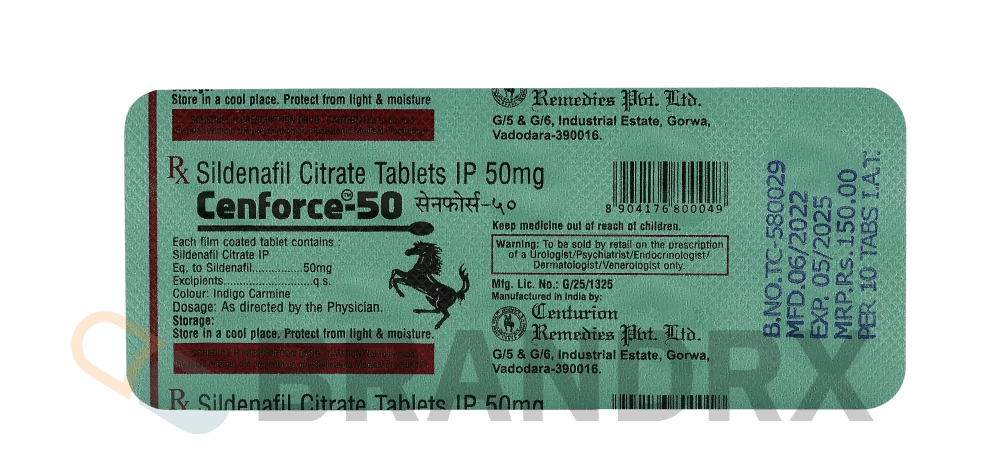 Store in a cool place. Protect from light & moisture
Remedies Pvt. Ltd.
G/5 & G/6, Industrial Estate, Gorwa,
Vadodara-390016.
Rx Sildenafil Citrate Tablets IP 50mg
Cenforce™-50 सेनफोर्स-५०
Each film coated tablet contains :
Sildenafil Citrate IP
Eq. to Sildenafil...............50mg
Excipients..........................q.s.
Colour: Indigo Carmine
Dosage: As directed by the Physician.
Storage:
Store in a cool place. Protect from light & moisture.
8 904176 800049
Keep medicine out of reach of children.
Warning: To be sold by retail on the prescription
of a Urologist/Psychiatrist/Endocrinologist/
Dermatologist/Venerologist only.
Mfg. Lic. No.: G/25/1325
Manufactured in India by:
Centurion
Remedies Pvt. Ltd.
G/5 & G/6, Industrial Estate, Gorwa,
Vadodara-390016.
B.NO.TC-580029
MFD.06/2022
EXP. 05/2025
MRP.Rs.150.00
PER 10 TABS I.A.T.
Rx Sildenafil Citrate Tablets IP 50mg
BRANDRX